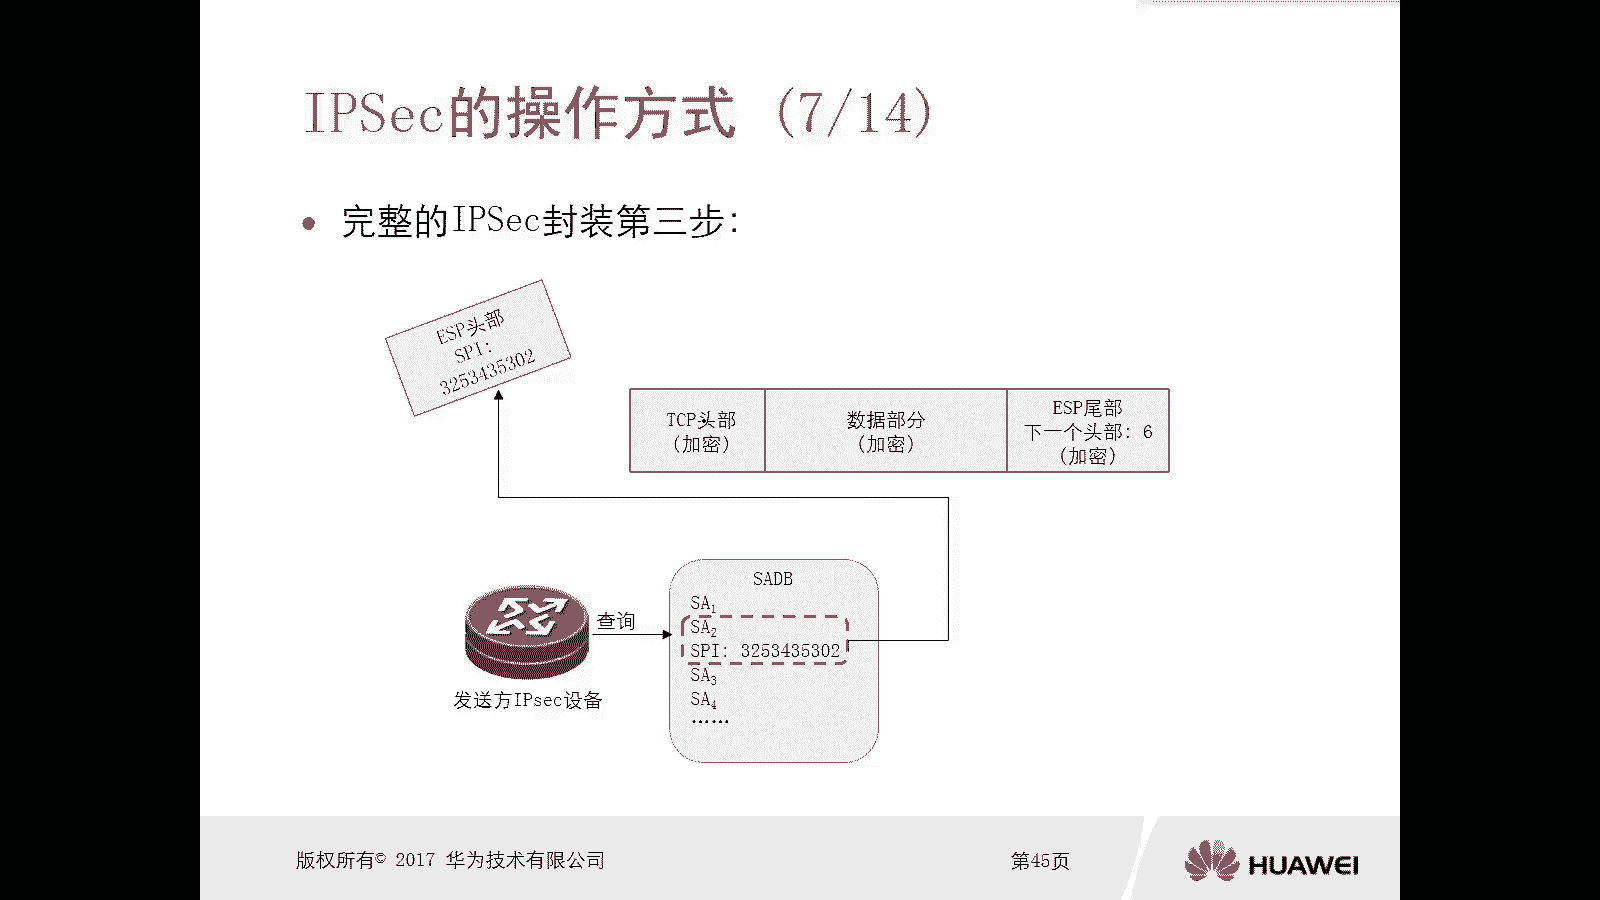 IPSec的操作方式 (7/14)
• 完整的IPSec封装第三步：
ESP头部
SPI：
3253435302
TCP头部
（加密）
数据部分
（加密）
ESP尾部
下一个头部：6
（加密）
查询
发送方IPsec设备
SADB
SA1
SA2
SPI: 3253435302
SA3
SA4
……
版权所有© 2017 华为技术有限公司
第45页
HUAWEI